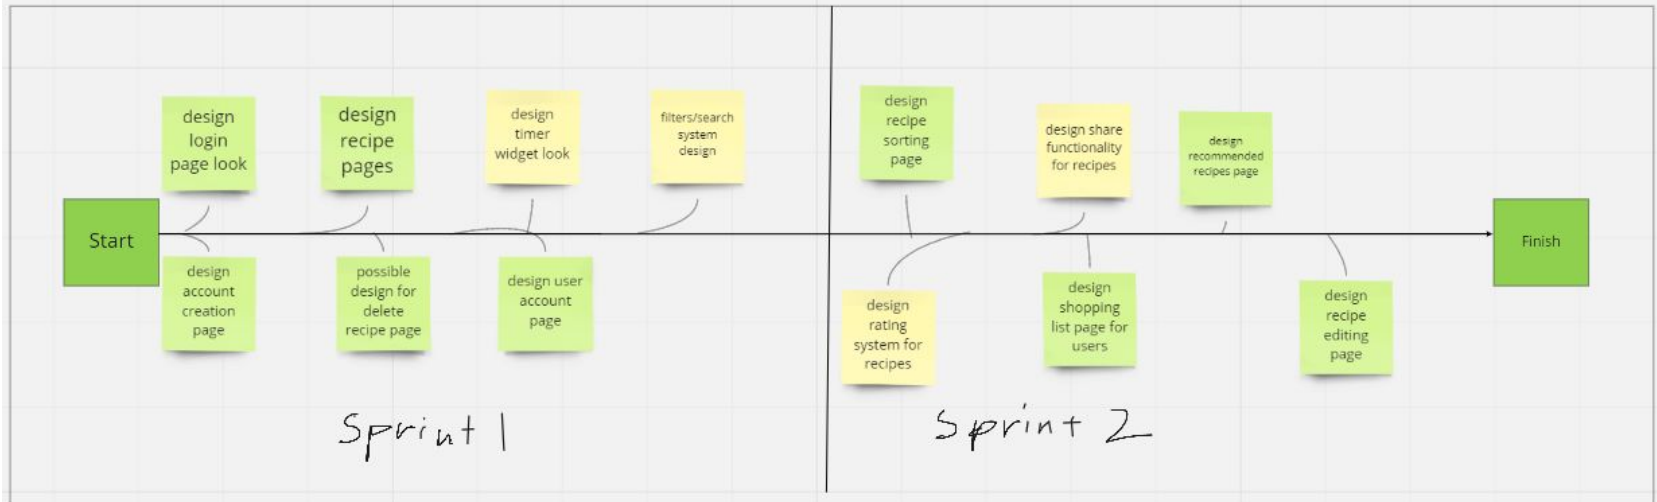 Start
design
login
page look
design
recipe
pages
design
timer
widget look
filters/search
system
design
design
account
creation
page
possible
design for
delete
recipe page
design user
account
page
Sprint 1
design
recipe
sorting
page
design share
functionality
for recipes
design
recommended
recipes page
design
rating
system for
recipes
design
shopping
list page for
users
design
recipe
editing
page
Finish
Sprint 2